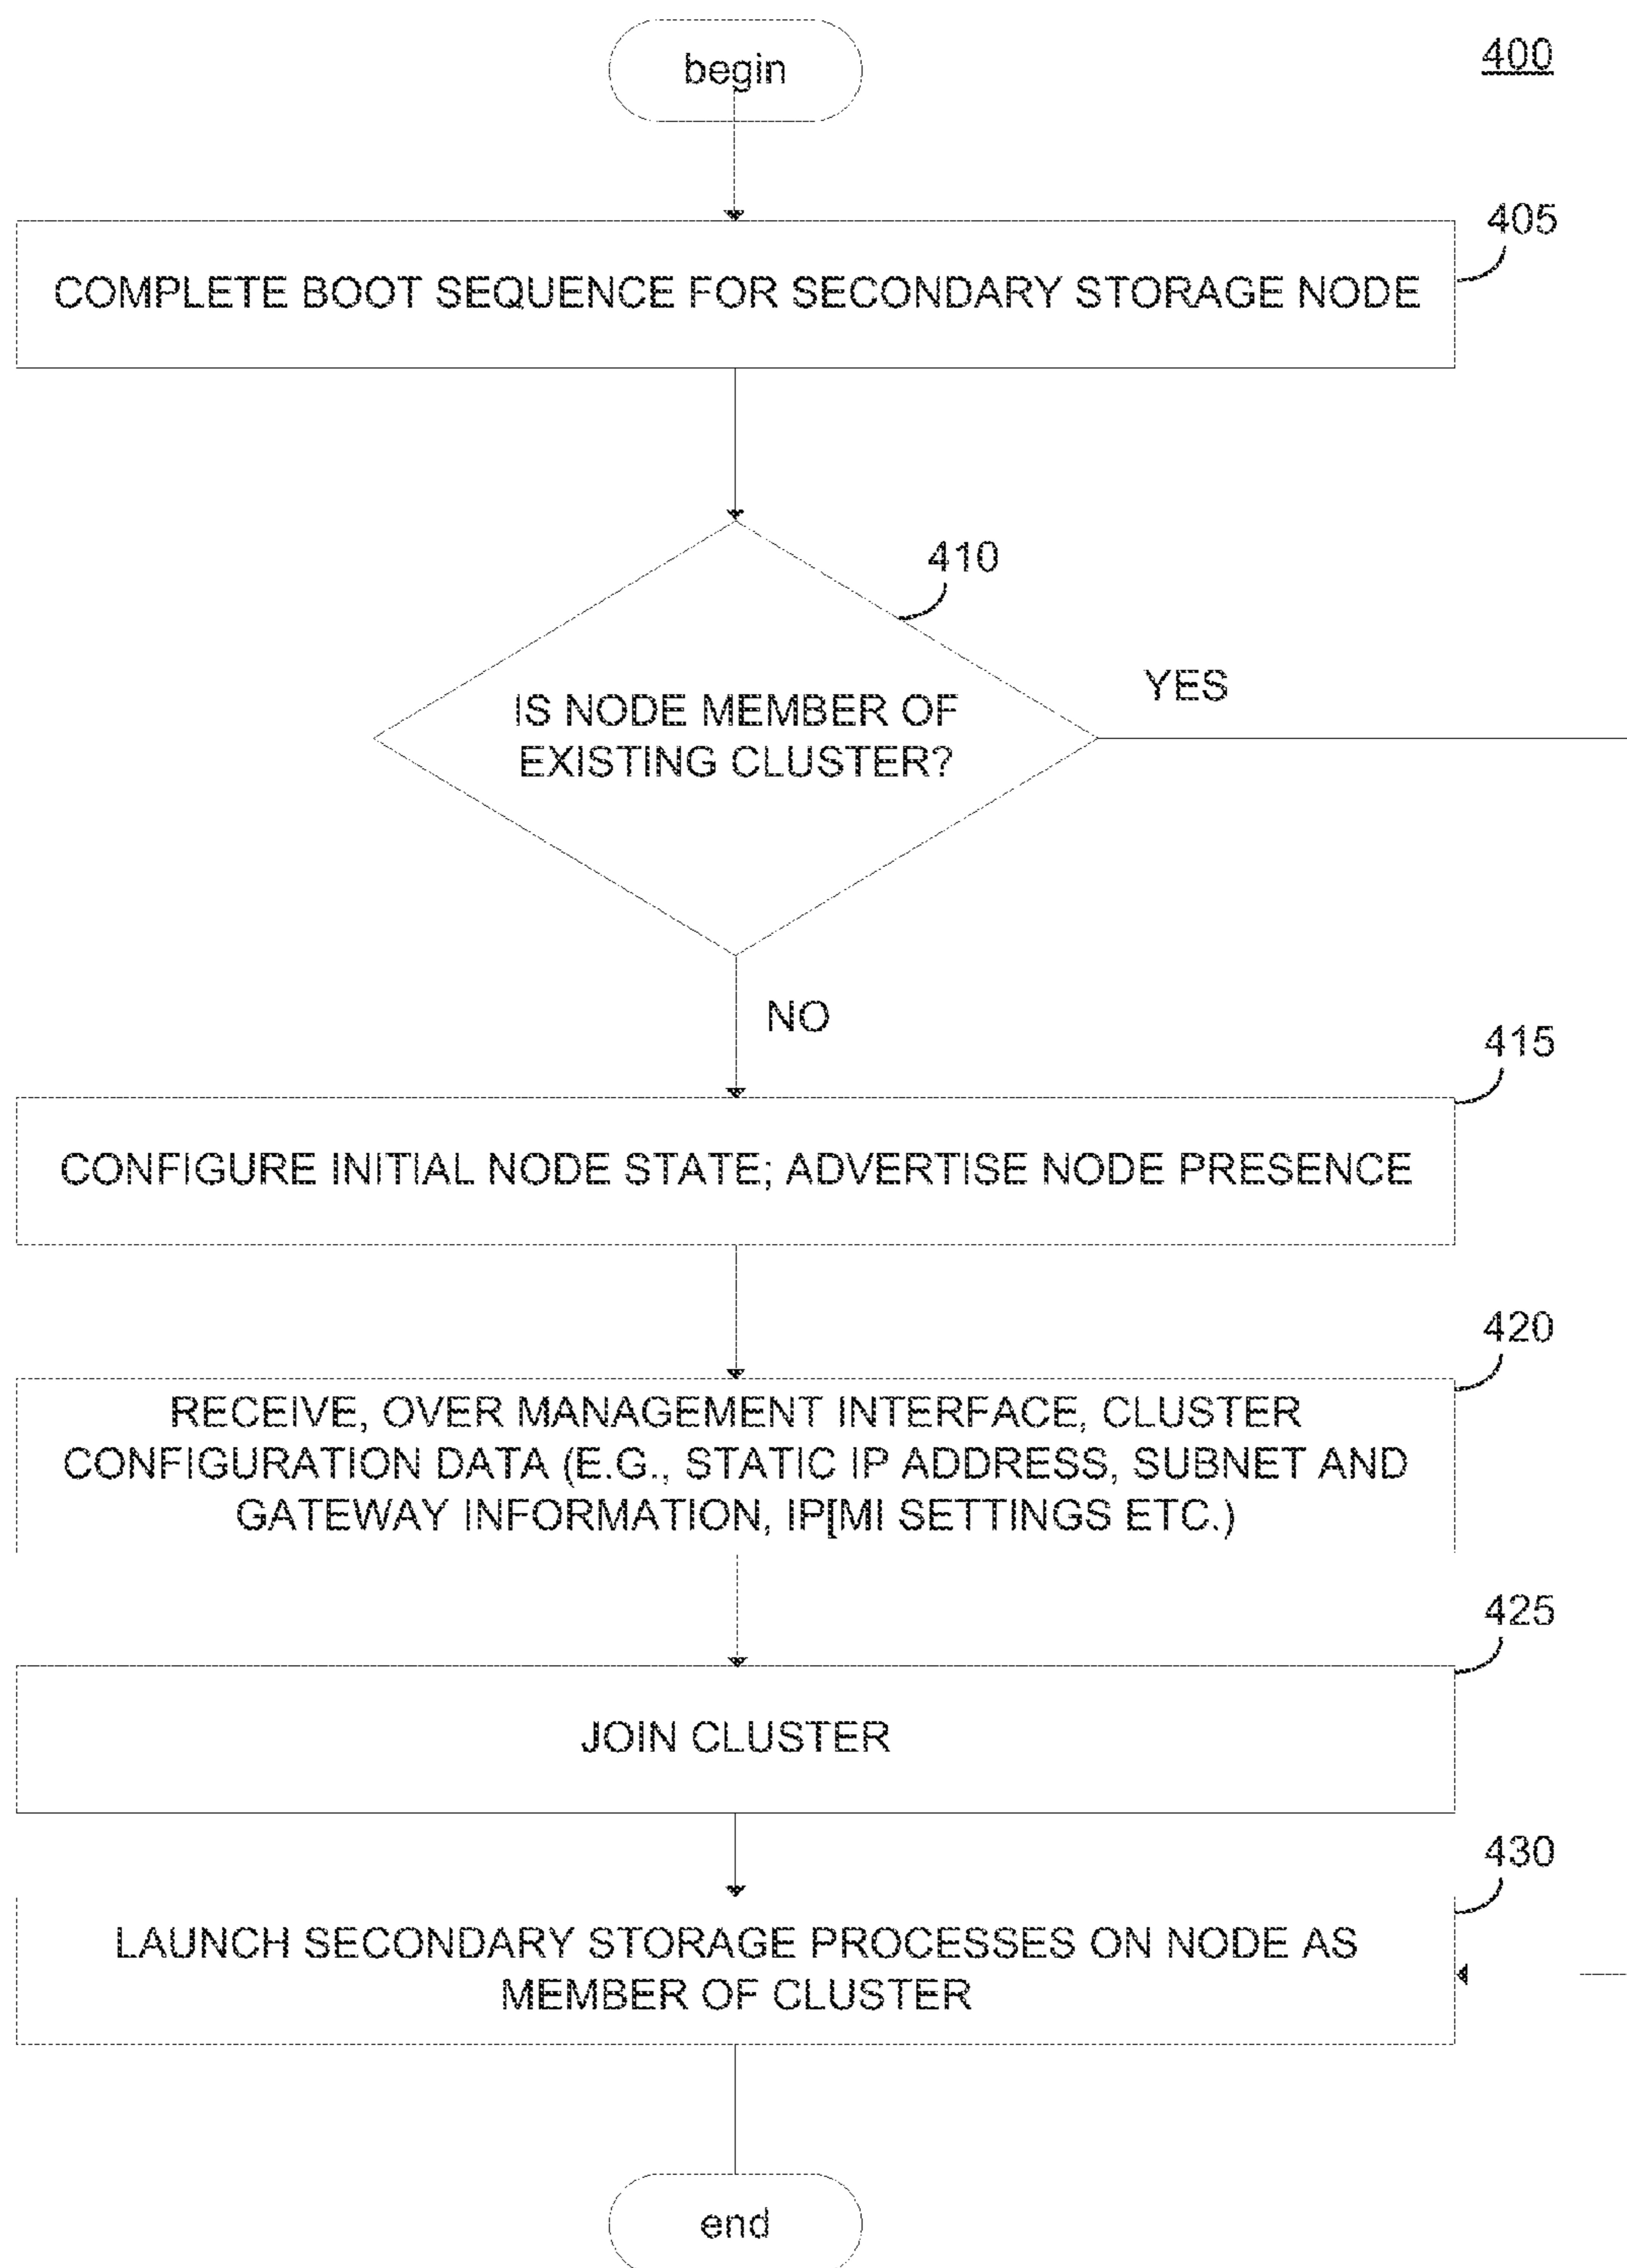 begin
400
405
COMPLETE BOOT SEQUENCE FOR SECONDARY STORAGE NODE
410
YES
IS NODE MEMBER OF
EXISTING CLUSTER?
NO
415
CONFIGURE INITIAL NODE STATE; ADVERTISE NODE PRESENCE
420
RECEIVE, OVER MANAGEMENT INTERFACE, CLUSTER
CONFIGURATION DATA (E.G., STATIC IP ADDRESS, SUBNET AND
GATEWAY INFORMATION, IP[MI SETTINGS ETC.)
425
JOIN CLUSTER
430
LAUNCH SECONDARY STORAGE PROCESSES ON NODE AS
MEMBER OF CLUSTER
end